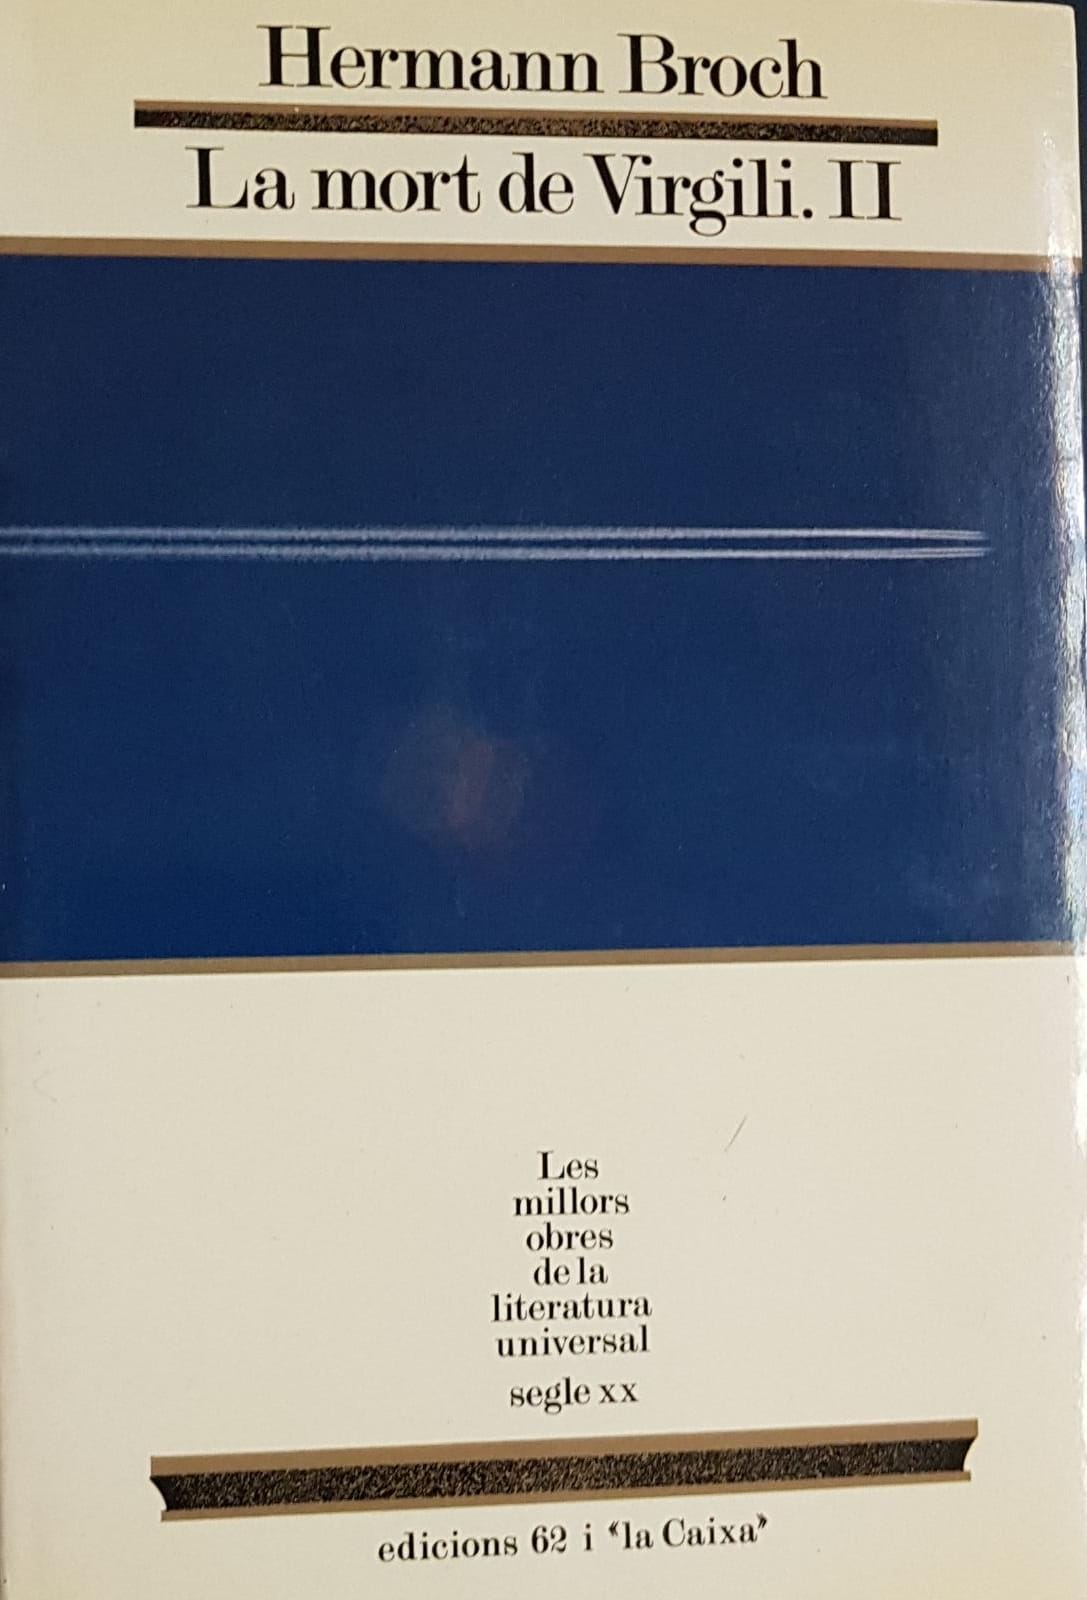 Hermann Broch
La mort de Virgili. II
Les
millors
obres
de la
literatura
universal
segle xx
edicions 62 i “la Caixa”